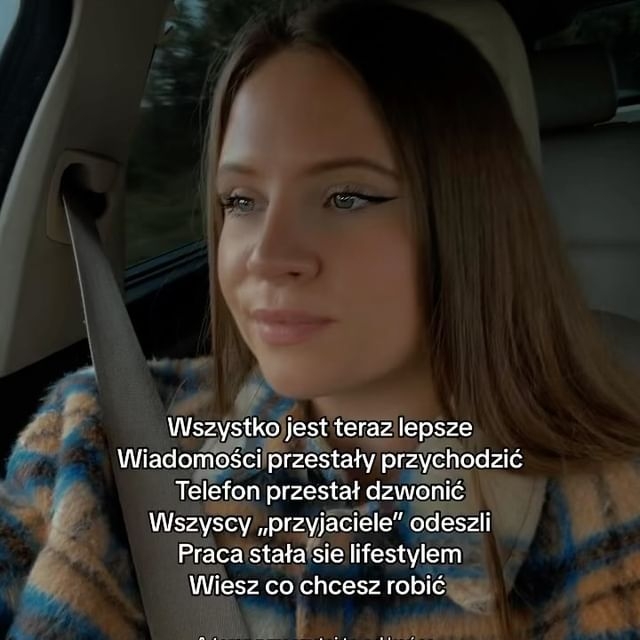 Wszystko jest teraz lepsze
Wiadomości przestały przychodzić
Telefon przestał dzwonić
Wszyscy „przyjaciele” odeszli
Praca stała sie lifestylem
Wiesz co chcesz robić